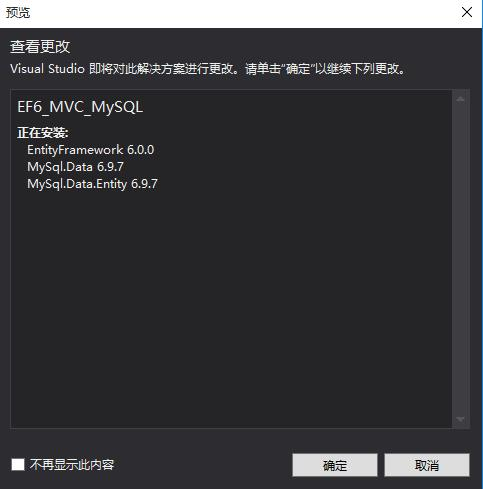 预览
查看更改
Visual Studio 即将对此解决方案进行更改。请单击“确定”以继续下列更改。
EF6_MVC_MySQL
正在安装:
EntityFramework 6.0.0
MySql.Data 6.9.7
MySql.Data.Entity 6.9.7
不再显示此内容
确定
取消